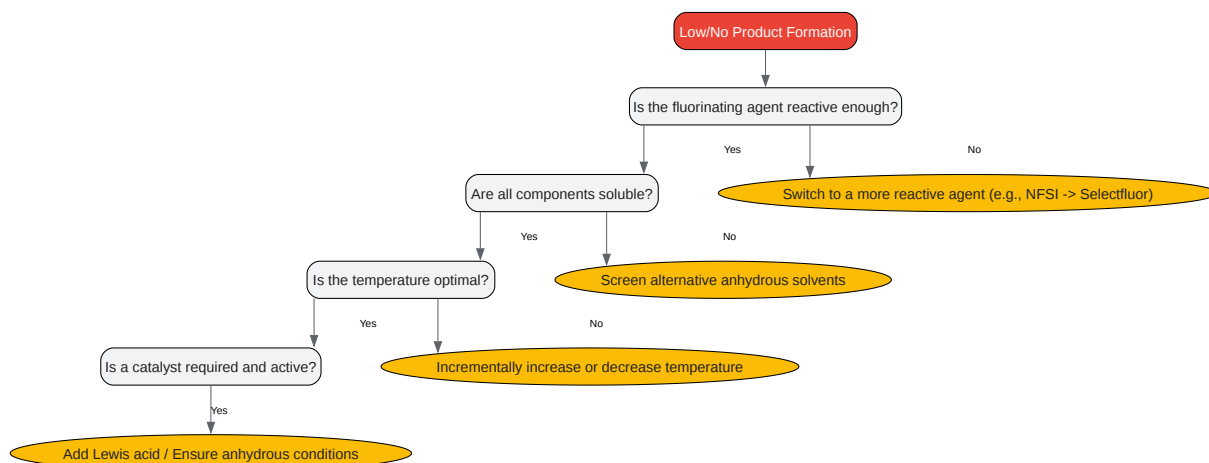 Low/No Product Formation
Is the fluorinating agent reactive enough?
Yes
No
Are all components soluble?
Switch to a more reactive agent (e.g., NFSI -> Selectfluor)
Yes
No
Is the temperature optimal?
Screen alternative anhydrous solvents
Yes
No
Is a catalyst required and active?
Incrementally increase or decrease temperature
Yes
Add Lewis acid / Ensure anhydrous conditions